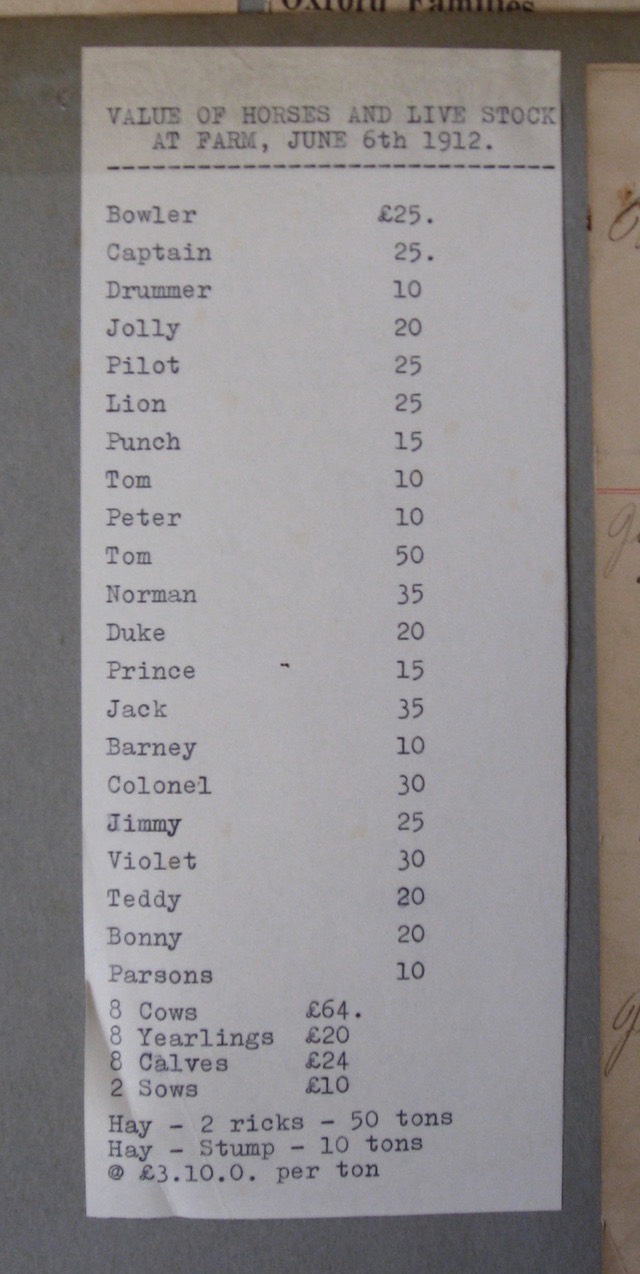 Oxford Families
VALUE OF HORSES AND LIVE STOCK
AT FARM, JUNE 6th 1912.
Bowler £25.
Captain 25.
Drummer 10
Jolly 20
Pilot 25
Lion 25
Punch 15
Tom 10
Peter 10
Tom 50
Norman 35
Duke 20
Prince 15
Jack 35
Barney 10
Colonel 30
Jimmy 25
Violet 30
Teddy 20
Bonny 20
Parsons 10
8 Cows £64.
8 Yearlings £20
8 Calves £24
2 Sows £10
Hay - 2 ricks - 50 tons
Hay - Stump - 10 tons
@ £3.10.0. per ton